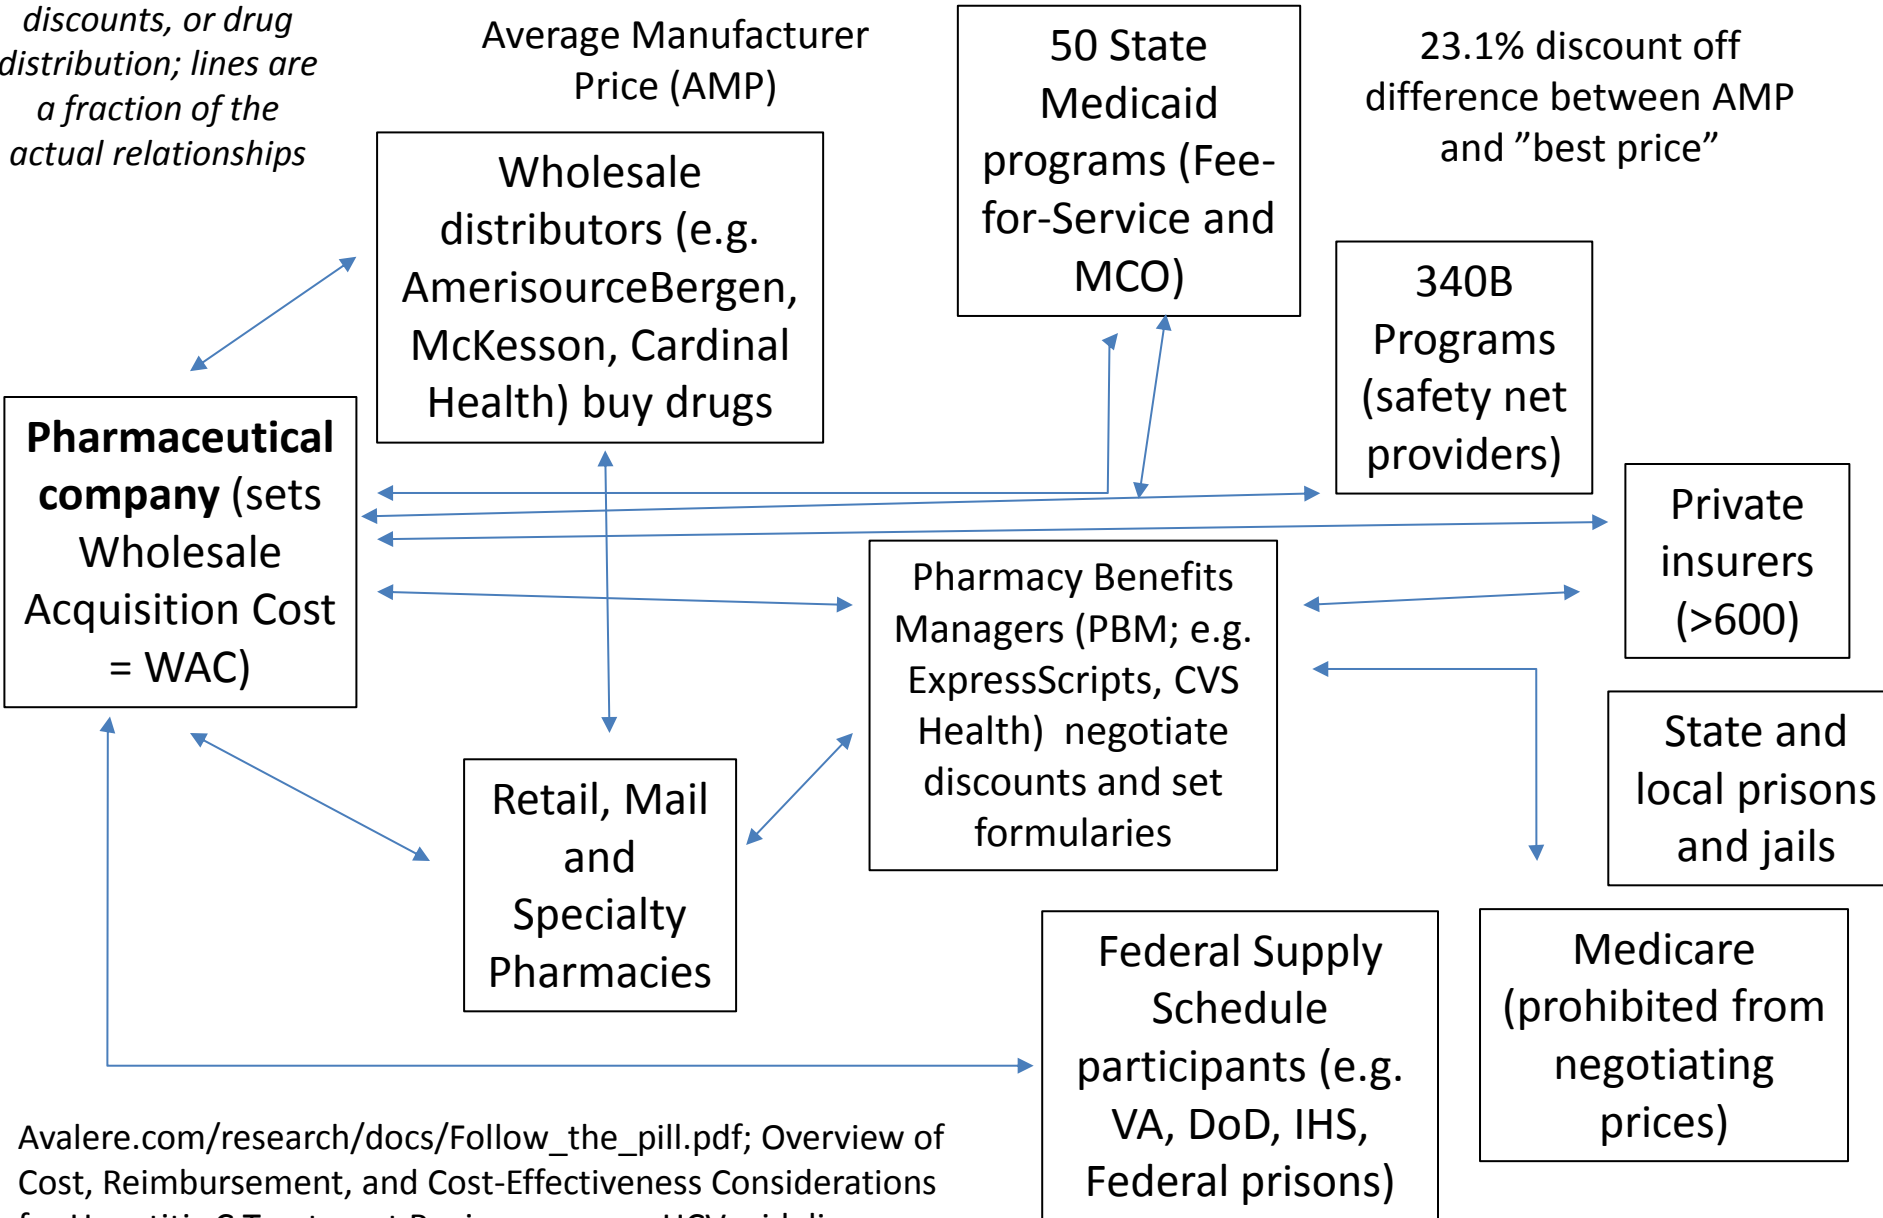 discounts, or drug
distribution; lines are
a fraction of the
actual relationships
Average Manufacturer
Price (AMP)
50 State
Medicaid
programs (Fee-
for-Service and
MCO)
23.1% discount off
difference between AMP
and ”best price”
Wholesale
distributors (e.g.
AmerisourceBergen,
McKesson, Cardinal
Health) buy drugs
340B
Programs
(safety net
providers)
Pharmaceutical
company (sets
Wholesale
Acquisition Cost
= WAC)
Private
insurers
(>600)
Pharmacy Benefits
Managers (PBM; e.g.
ExpressScripts, CVS
Health) negotiate
discounts and set
formularies
State and
local prisons
and jails
Retail, Mail
and
Specialty
Pharmacies
Federal Supply
Schedule
participants (e.g.
VA, DoD, IHS,
Federal prisons)
Medicare
(prohibited from
negotiating
prices)
Avalere.com/research/docs/Follow_the_pill.pdf; Overview of
Cost, Reimbursement, and Cost-Effectiveness Considerations